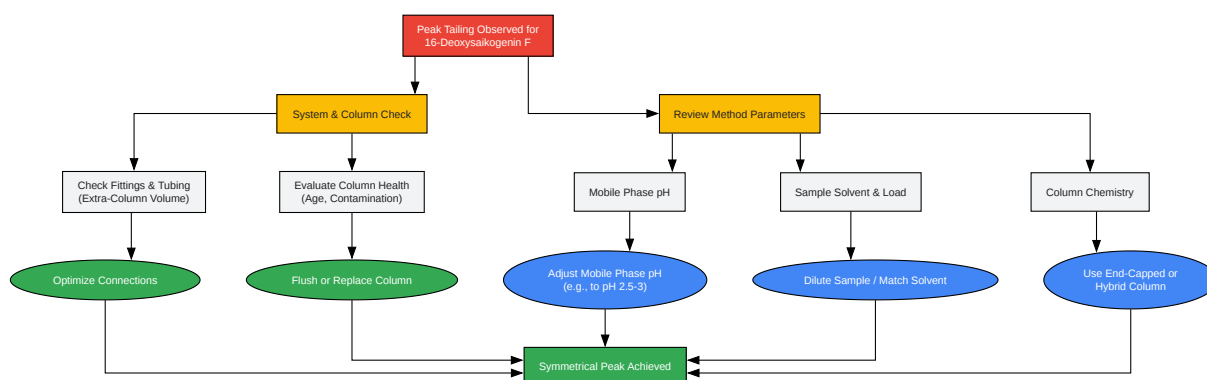 Peak Tailing Observed for
16-Deoxysaikogenin F
System & Column Check
Review Method Parameters
Check Fittings & Tubing
(Extra-Column Volume)
Evaluate Column Health
(Age, Contamination)
Mobile Phase pH
Sample Solvent & Load
Column Chemistry
Optimize Connections
Flush or Replace Column
Adjust Mobile Phase pH
(e.g., to pH 2.5-3)
Dilute Sample / Match Solvent
Use End-Capped or
Hybrid Column
Symmetrical Peak Achieved